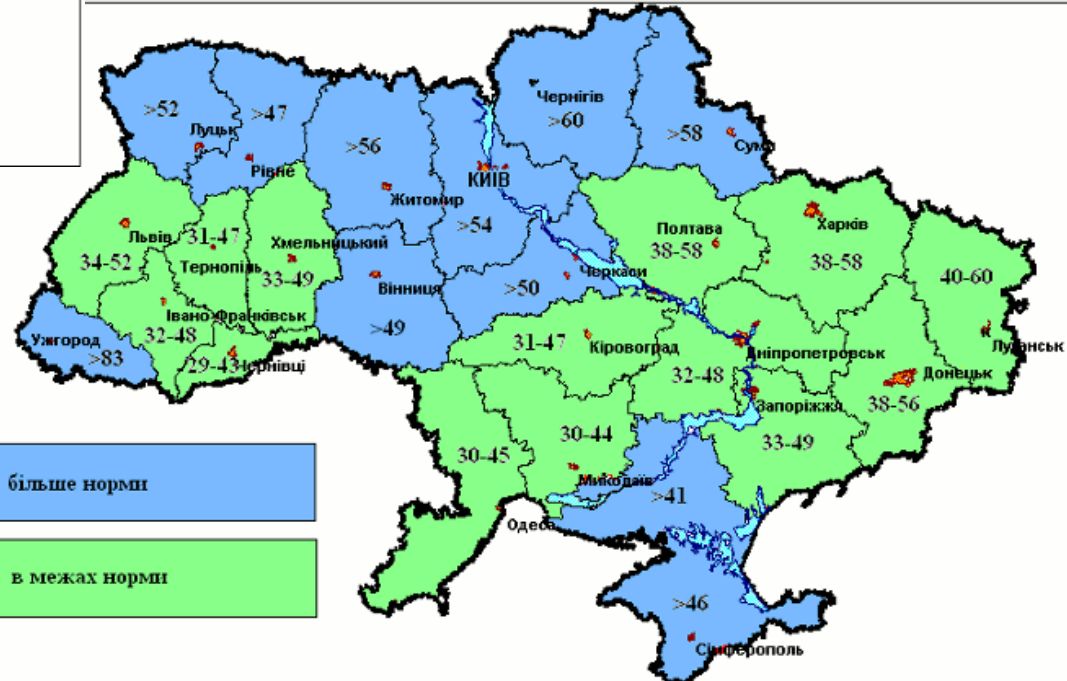 Чернігів
>60
>52
>47
>58
Луцьк
Суми
>56
Рівне
КИЇВ
Житомир
>54
Львів
31-47
Хмельницький
Полтава
38-58
Харків
38-58
34-52
Тернопіль
33-49
Черкаси
40-60
Вінниця
>50
Івано-Франківськ
32-48
>49
Ужгород
>83
29-43
Чернівці
31-47
Кіровоград
Дніпропетровськ
Луганськ
32-48
Донецьк
38-56
Запоріжжя
33-49
30-44
30-45
Миколаїв
>41
більше норми
Одеса
в межах норми
>46
Сімферополь